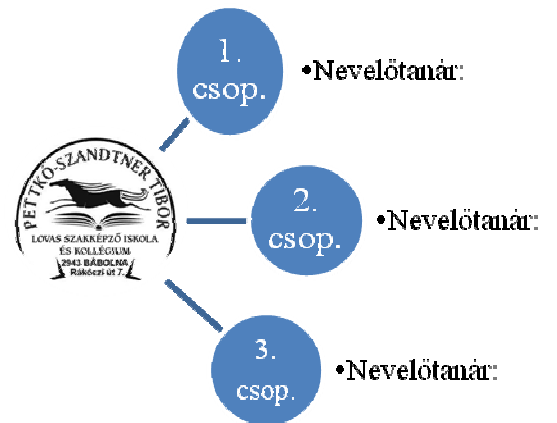 1.
csop.
•Nevelőtanár:
PETTKÓ-SZANDTNER TIBOR
LOVAS SZAKKÉPZŐ ISKOLA
ÉS KOLLÉGIUM
2943 BÁBOLNA
Rákóczi út 7.
2.
csop.
•Nevelőtanár:
3.
csop.
•Nevelőtanár: